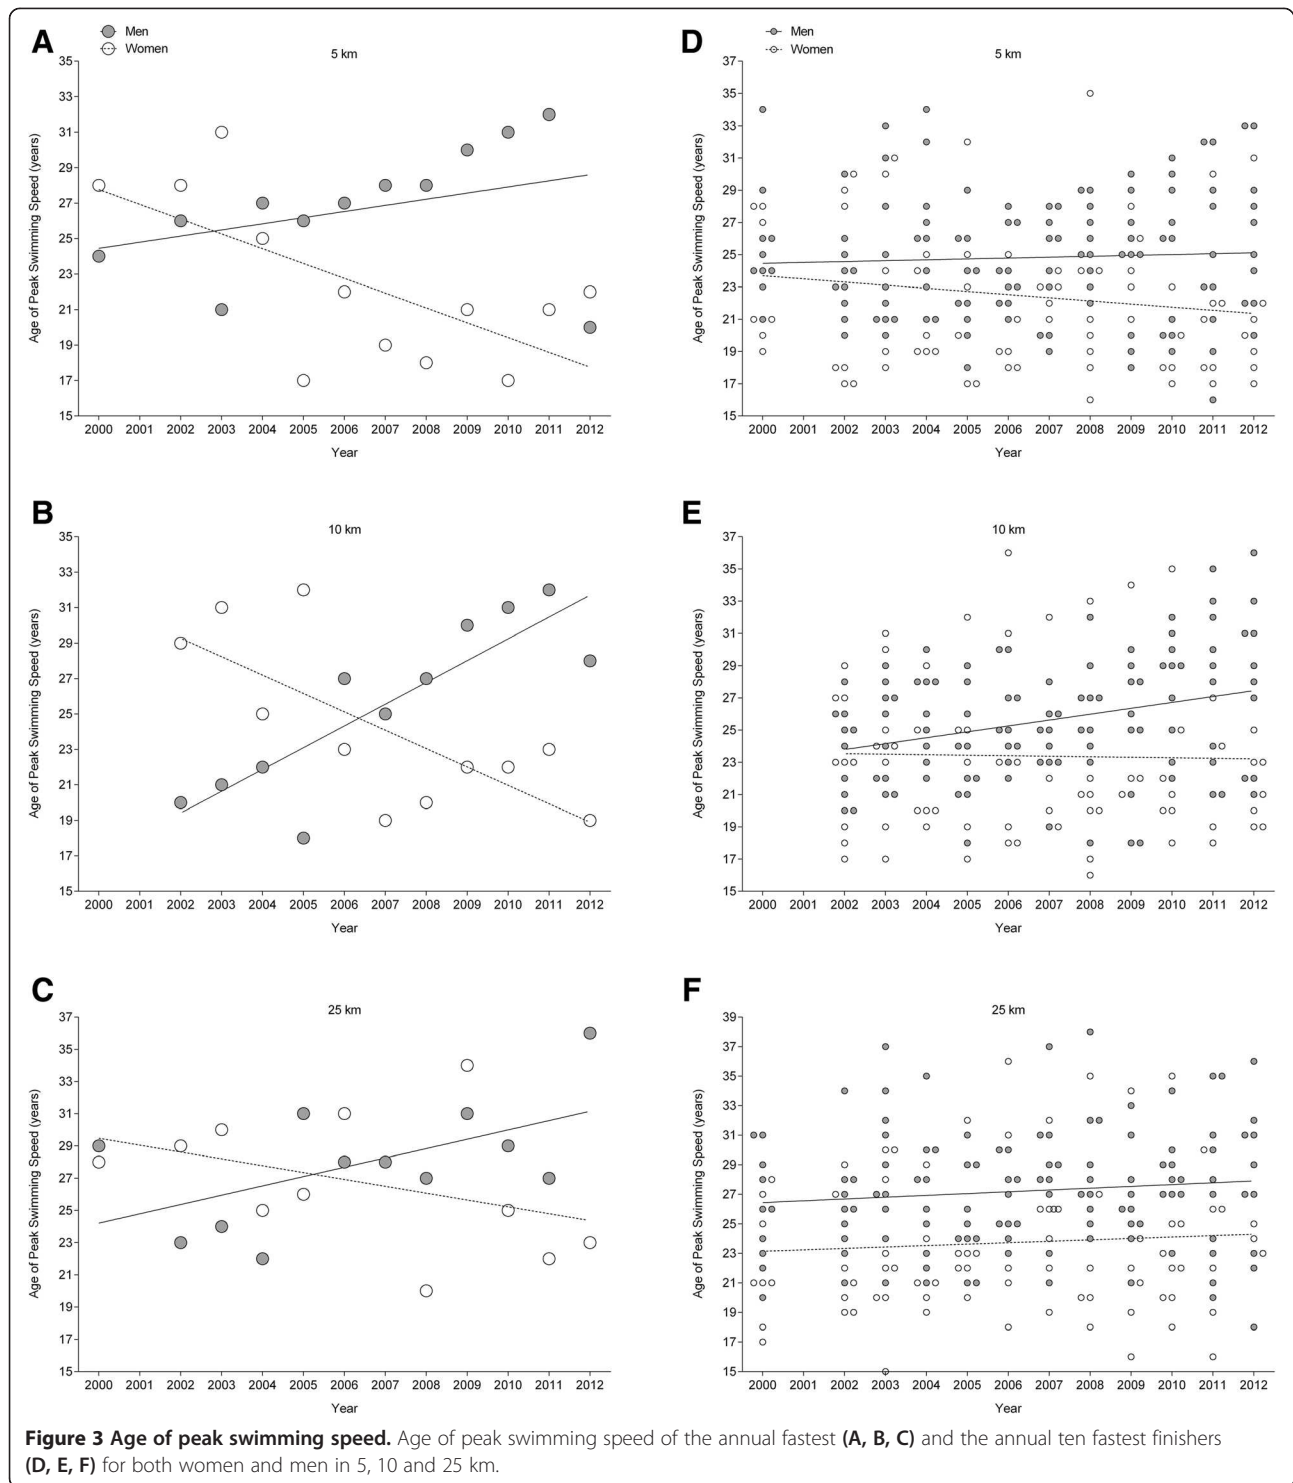 A
Men
Women
5 km
35
33
31
29
27
25
23
21
19
17
15
Age of Peak Swimming Speed (years)
2000 2001 2002 2003 2004 2005 2006 2007 2008 2009 2010 2011 2012
Year
D
Men
Women
5 km
37
35
33
31
29
27
25
23
21
19
17
15
Age of Peak Swimming Speed (years)
2000 2001 2002 2003 2004 2005 2006 2007 2008 2009 2010 2011 2012
Year
B
10 km
35
33
31
29
27
25
23
21
19
17
15
Age of Peak Swimming Speed (years)
2000 2001 2002 2003 2004 2005 2006 2007 2008 2009 2010 2011 2012
Year
E
10 km
37
35
33
31
29
27
25
23
21
19
17
15
Age of Peak Swimming Speed (years)
2000 2001 2002 2003 2004 2005 2006 2007 2008 2009 2010 2011 2012
Year
C
25 km
37
35
33
31
29
27
25
23
21
19
17
15
Age of Peak Swimming Speed (years)
2000 2001 2002 2003 2004 2005 2006 2007 2008 2009 2010 2011 2012
Year
F
25 km
39
37
35
33
31
29
27
25
23
21
19
17
15
Age of Peak Swimming Speed (years)
2000 2001 2002 2003 2004 2005 2006 2007 2008 2009 2010 2011 2012
Year
Figure 3 Age of peak swimming speed. Age of peak swimming speed of the annual fastest (A, B, C) and the annual ten fastest finishers
(D, E, F) for both women and men in 5, 10 and 25 km.